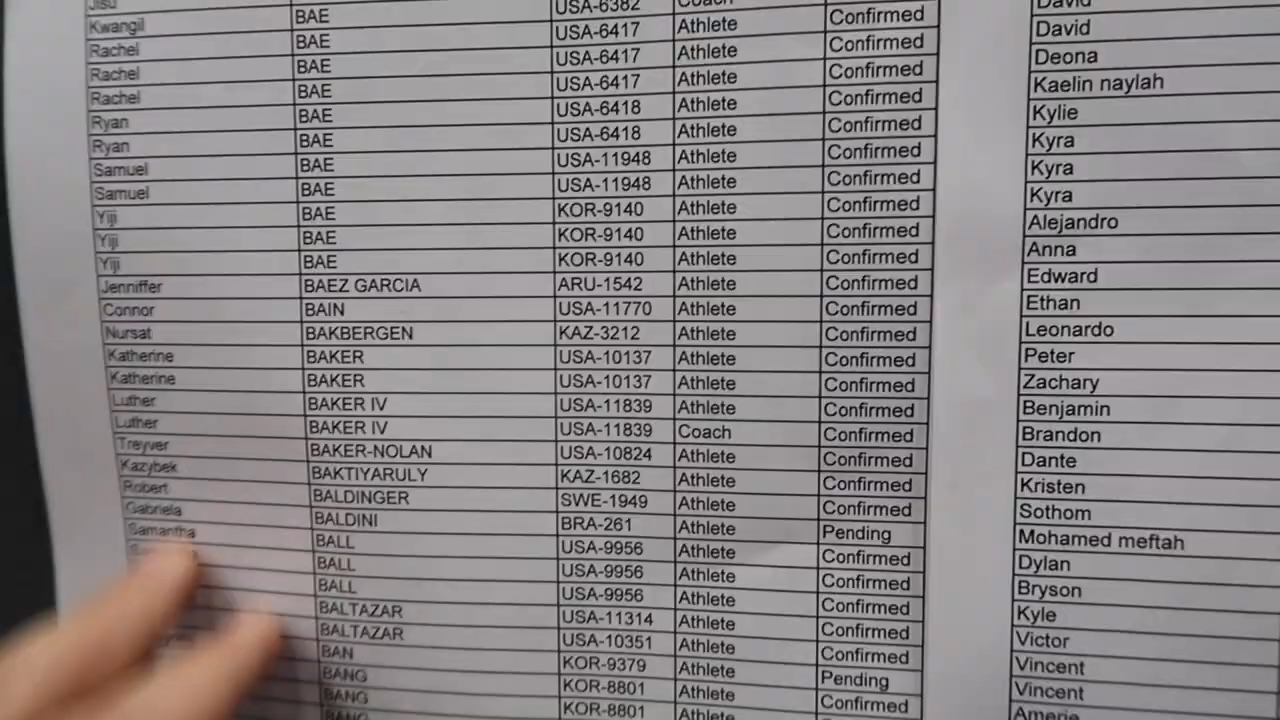 Jisu
Kwangil BAE USA-6382 Coach
Rachel BAE USA-6417 Athlete Confirmed David
Rachel BAE USA-6417 Athlete Confirmed David
Rachel BAE USA-6417 Athlete Confirmed Deona
Ryan BAE USA-6418 Athlete Confirmed Kaelin naylah
Ryan BAE USA-6418 Athlete Confirmed Kylie
Samuel BAE USA-11948 Athlete Confirmed Kyra
Samuel BAE USA-11948 Athlete Confirmed Kyra
Yiji BAE KOR-9140 Athlete Confirmed Kyra
Yiji BAE KOR-9140 Athlete Confirmed Alejandro
Yiji BAE KOR-9140 Athlete Confirmed Anna
Jenniffer BAEZ GARCIA ARU-1542 Athlete Confirmed Edward
Connor BAIN USA-11770 Athlete Confirmed Ethan
Nursat BAKBERGEN KAZ-3212 Athlete Confirmed Leonardo
Katherine BAKER USA-10137 Athlete Confirmed Peter
Katherine BAKER USA-10137 Athlete Confirmed Zachary
Luther BAKER IV USA-11839 Athlete Confirmed Benjamin
Luther BAKER IV USA-11839 Coach Confirmed Brandon
Treyver BAKER-NOLAN USA-10824 Athlete Confirmed Dante
Kazybek BAKTIYARULY KAZ-1682 Athlete Confirmed Kristen
Robert BALDINGER SWE-1949 Athlete Confirmed Sothom
Gabriela BALDINI BRA-261 Athlete Pending Mohamed meftah
Samantha BALL USA-9956 Athlete Confirmed Dylan
BALL USA-9956 Athlete Confirmed Bryson
BALL USA-9956 Athlete Confirmed Kyle
BALTAZAR USA-11314 Athlete Confirmed Victor
BALTAZAR USA-10351 Athlete Confirmed Vincent
BAN KOR-9379 Athlete Pending Vincent
BANG KOR-8801 Athlete Confirmed Amerie
BANG KOR-8801 Athlete
BANG